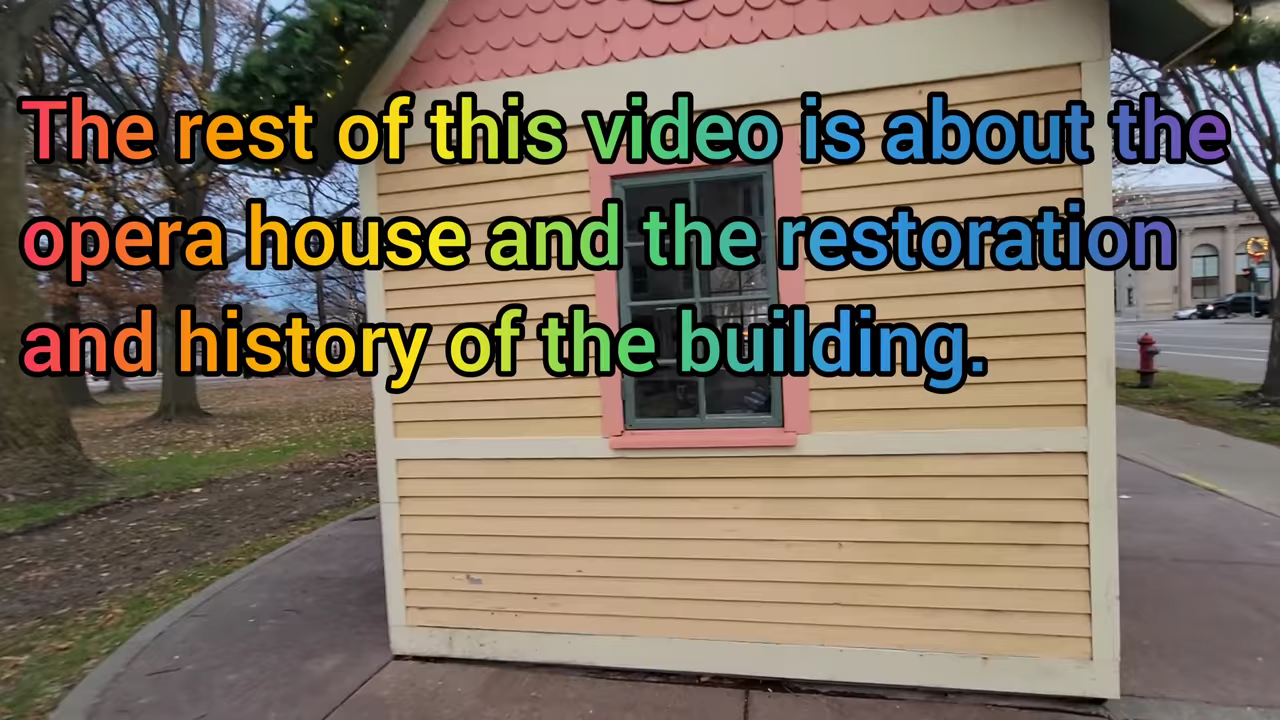 The rest of this video is about the
opera house and the restoration
and history of the building.